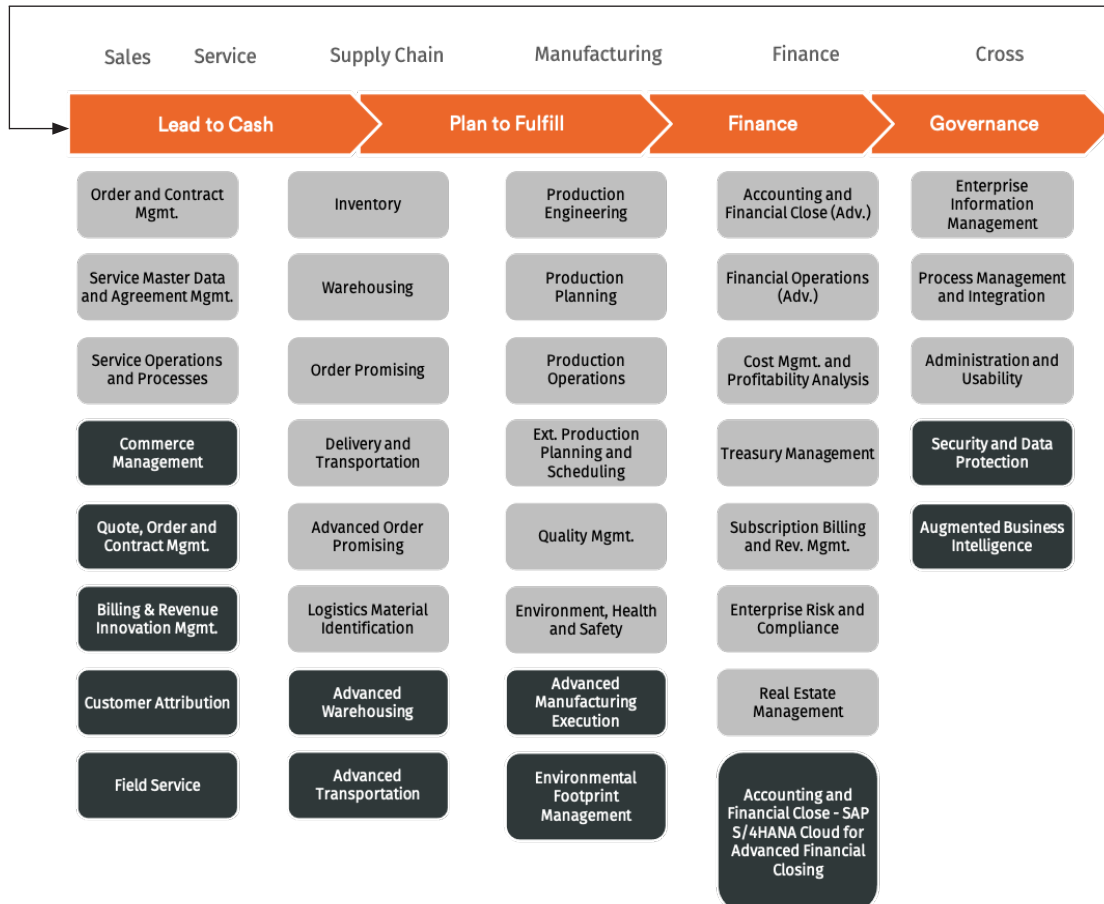 Sales Service Supply Chain Manufacturing Finance Cross
Lead to Cash Plan to Fulfill Finance Governance
Order and Contract
Mgmt.
Service Master Data
and Agreement Mgmt.
Service Operations
and Processes
Commerce
Management
Quote, Order and
Contract Mgmt.
Billing & Revenue
Innovation Mgmt.
Customer Attribution
Field Service
Inventory
Warehousing
Order Promising
Delivery and
Transportation
Advanced Order
Promising
Logistics Material
Identification
Advanced
Warehousing
Advanced
Transportation
Production
Engineering
Production
Planning
Production
Operations
Ext. Production
Planning and
Scheduling
Quality Mgmt.
Environment, Health
and Safety
Advanced
Manufacturing
Execution
Environmental
Footprint
Management
Accounting and
Financial Close (Adv.)
Financial Operations
(Adv.)
Cost Mgmt. and
Profitability Analysis
Treasury Management
Subscription Billing
and Rev. Mgmt.
Enterprise Risk and
Compliance
Real Estate
Management
Accounting and
Financial Close - SAP
S/4HANA Cloud for
Advanced Financial
Closing
Enterprise
Information
Management
Process Management
and Integration
Administration and
Usability
Security and Data
Protection
Augmented Business
Intelligence